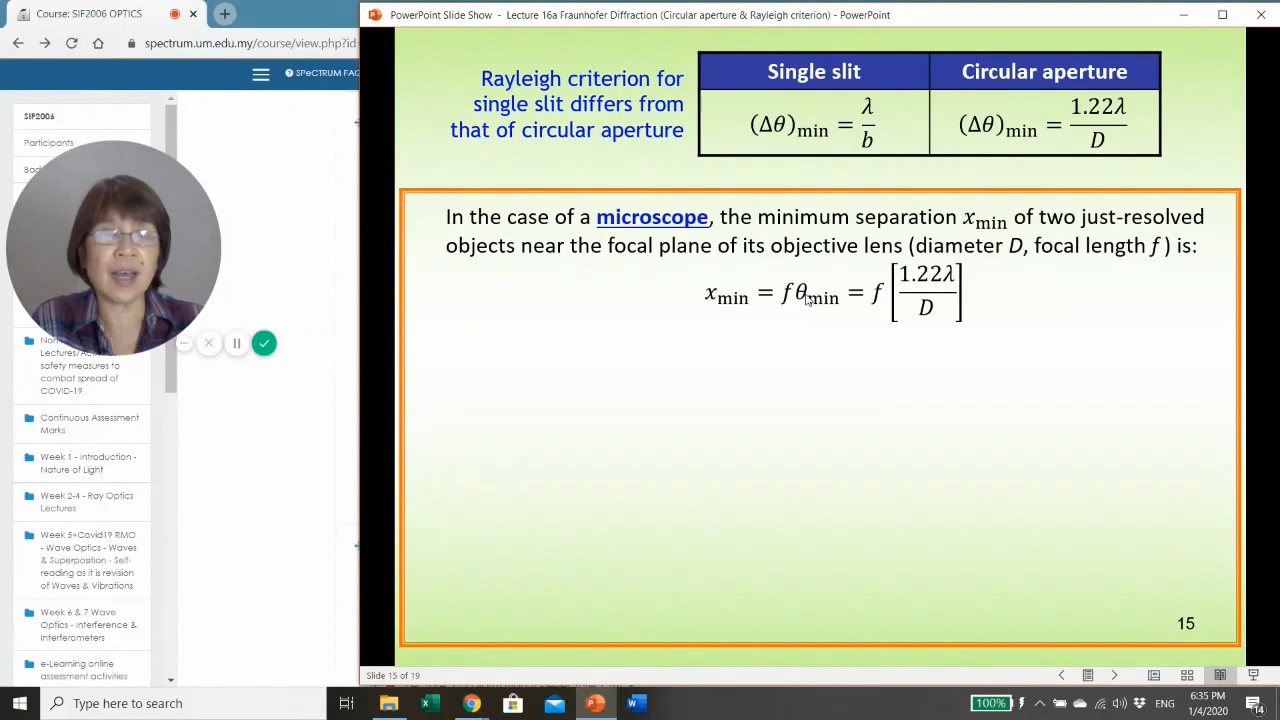 Course: SIF2006 OPTICS
spectrum.um.edu.my/course/view.php?id=
SPeCTRUM FAQ
SIF2006
Participants
Lectures/Act
safety measures to
combat spread of
COVID-19
Continuous Assessment
Marks
Week 1 - Introduction -
Nature of Light
Week 2-4 - Ray Optics
Lectures
Week 5+Covid19 RMO
- Wave Optics - Waves
& Superposition - Self-
reading as it is revision
of Waves & Vibrations
Week 6 & 7 Wave
Optics - Interference &
Interferometers
e-Learning online
assessment activities
PowerPoint Slide Show - Lecture 16a Fraunhofer Diffraction (Circular aperture & Rayleigh criterion) - PowerPoint
Rayleigh criterion for
single slit differs from
that of circular aperture
Single slit Circular aperture
(Δθ)min = λ/b (Δθ)min = 1.22λ/D
In the case of a microscope, the minimum separation xmin of two just-resolved
objects near the focal plane of its objective lens (diameter D, focal length f ) is:
xmin = fθmin = f [1.22λ/D]
15
Slide 15 of 19
Type here to search
100%
6:35 PM
1/4/2020
14